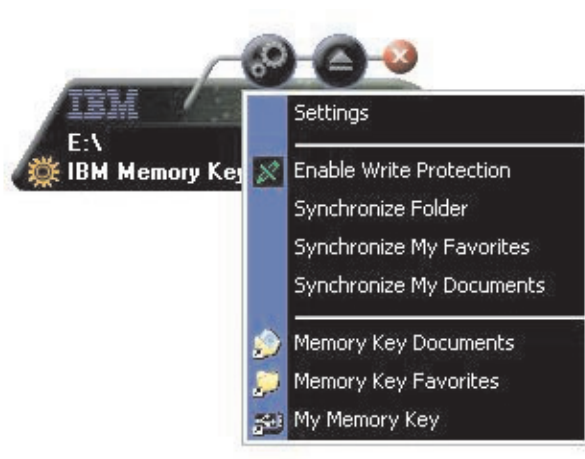 IBM
E:\
IBM Memory Key
Settings
Enable Write Protection
Synchronize Folder
Synchronize My Favorites
Synchronize My Documents
Memory Key Documents
Memory Key Favorites
My Memory Key